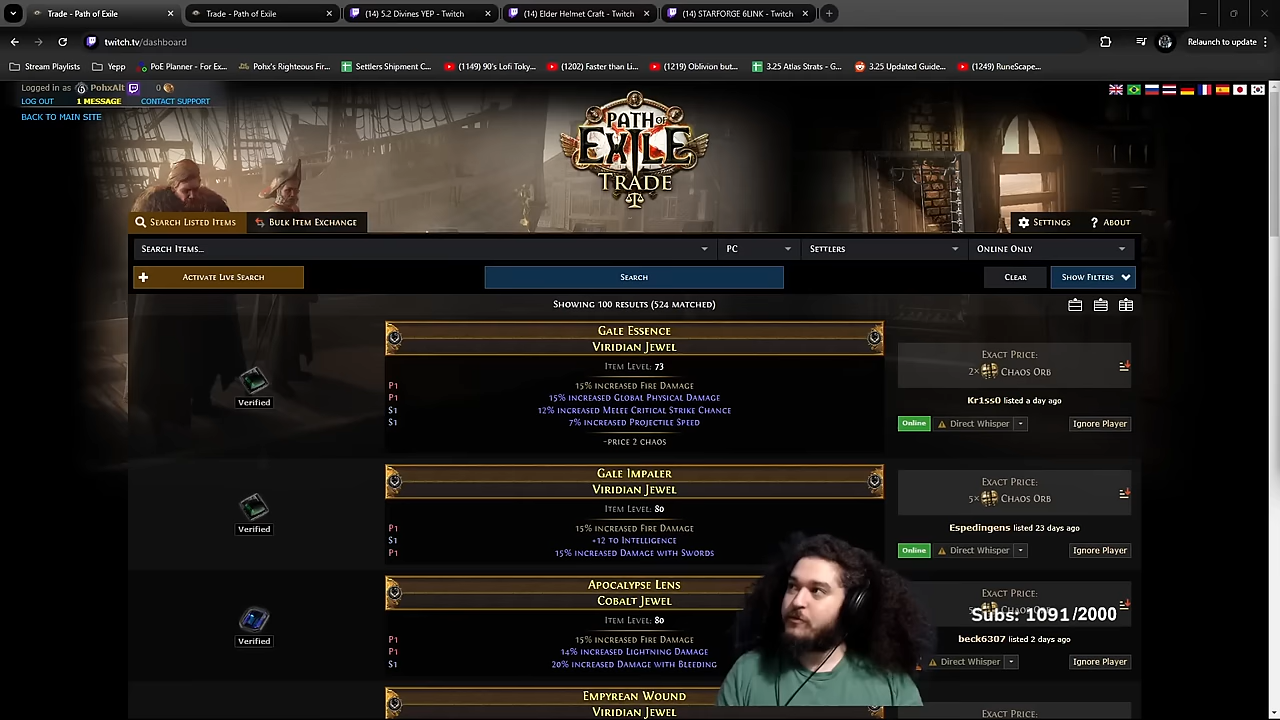 Trade - Path of Exile
Trade - Path of Exile
(14) 5.2 Divines YEP - Twitch
(14) Elder Helmet Craft - Twitch
(14) STARFORGE 6LINK - Twitch
twitch.tv/dashboard
Relaunch to update
Stream Playlists
Yepp
PoE Planner - For Ex...
Pohx's Righteous Fir...
Settlers Shipment C...
(1149) 90's Lofi Toky...
(1202) Faster than Li...
(1219) Oblivion but...
3.25 Atlas Strats - G...
3.25 Updated Guide...
(1249) RuneScape...
Logged in as PohxAlt 0
LOG OUT 1 MESSAGE CONTACT SUPPORT
BACK TO MAIN SITE
PATH OF
EXILE
TRADE
Search Listed Items
Bulk Item Exchange
Settings
? About
Search Items...
PC
Settlers
Online Only
Activate Live Search
Search
Clear
Show Filters
Showing 100 results (524 matched)
Gale Essence
Viridian Jewel
Item Level: 73
P1 15% increased Fire Damage
P1 15% increased Global Physical Damage
S1 12% increased Melee Critical Strike Chance
S1 7% increased Projectile Speed
~price 2 chaos
Verified
Exact Price:
2× Chaos Orb
Kr1ss0 listed a day ago
Online Direct Whisper Ignore Player
Gale Impaler
Viridian Jewel
Item Level: 80
P1 15% increased Fire Damage
S1 +12 to Intelligence
P1 15% increased Damage with Swords
Verified
Exact Price:
5× Chaos Orb
Espedingens listed 23 days ago
Online Direct Whisper Ignore Player
Apocalypse Lens
Cobalt Jewel
Item Level: 80
P1 15% increased Fire Damage
P1 14% increased Lightning Damage
S1 20% increased Damage with Bleeding
Verified
Exact Price:
Chaos Orb
Subs: 1091/2000
beck6307 listed 2 days ago
Direct Whisper Ignore Player
Empyrean Wound
Viridian Jewel
Exact Price: